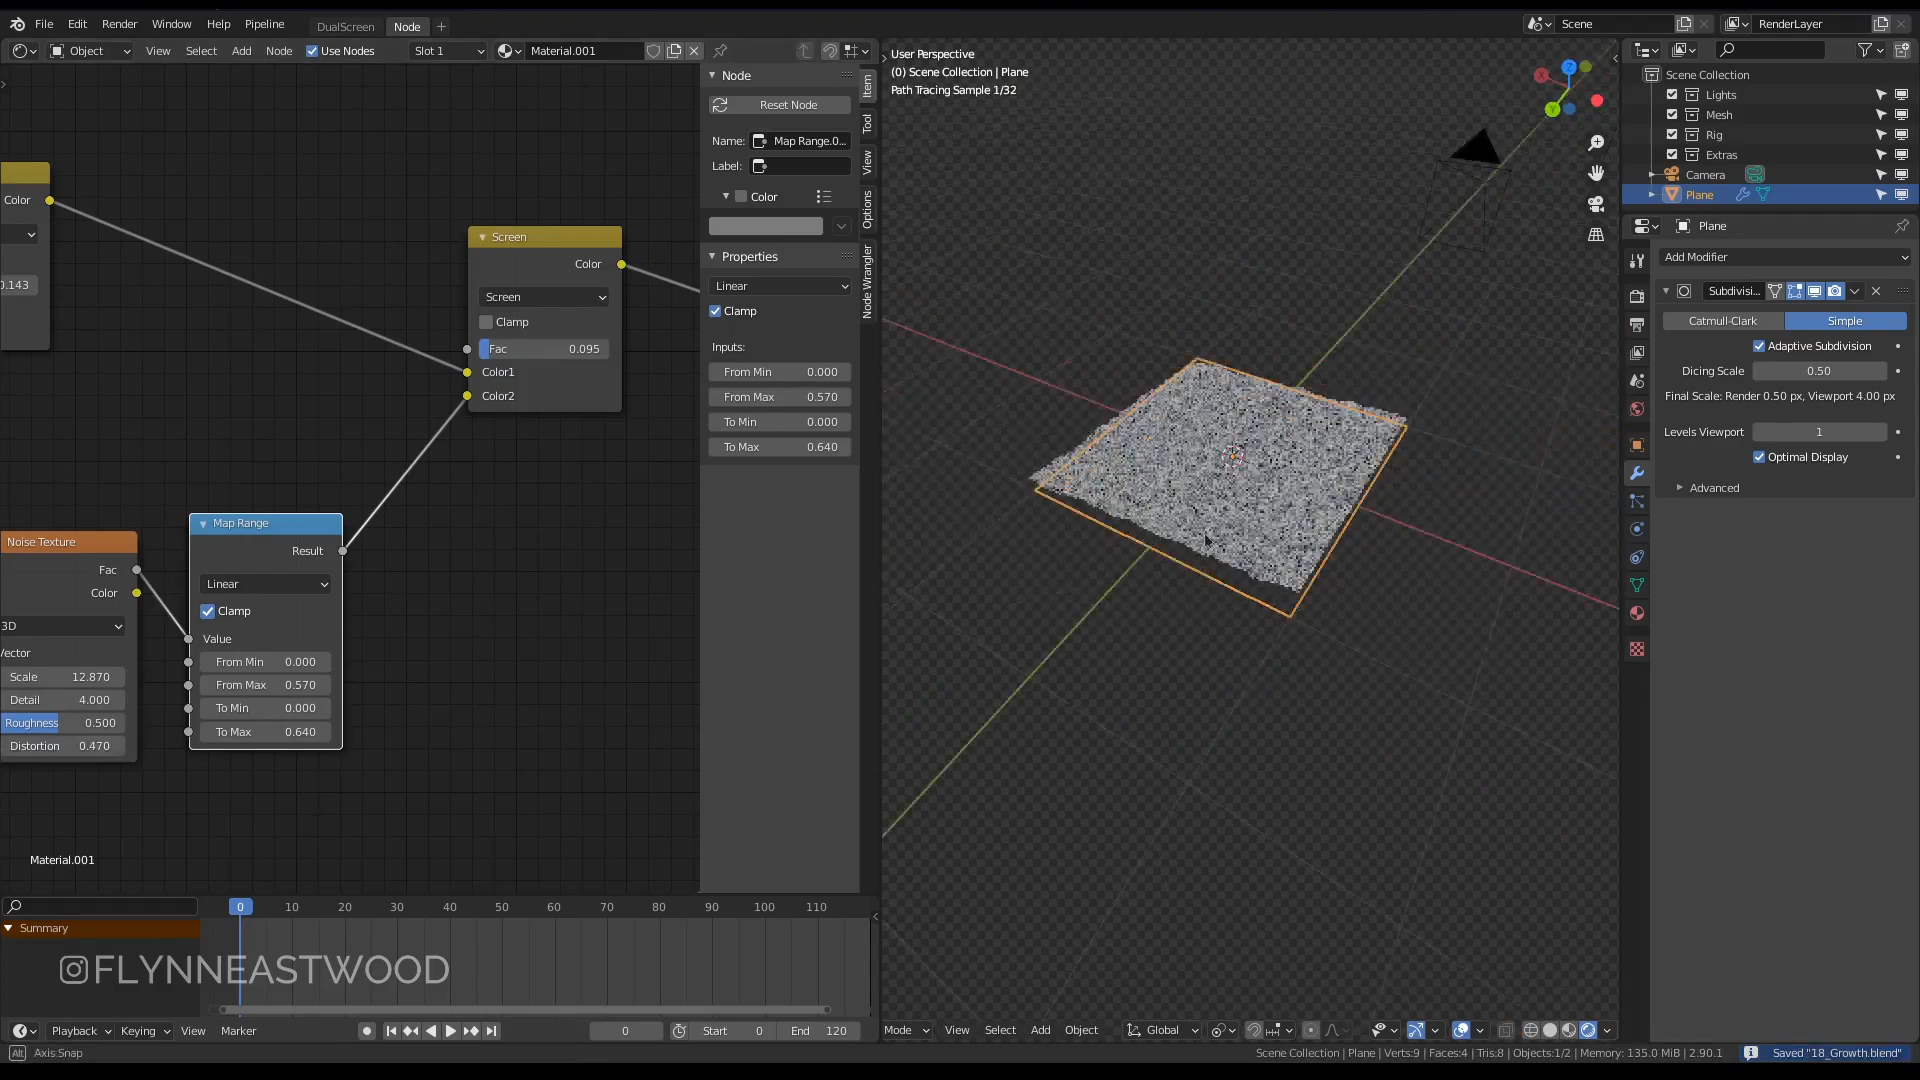 File Edit Render Window Help Pipeline DualScreen Node Scene RenderLayer
Object View Select Add Node Use Nodes Slot 1 Material.001
Color
0.143
Screen
Color
Screen
Clamp
Fac 0.095
Color1
Color2
Noise Texture
Fac
Color
3D
Vector
Scale 12.870
Detail 4.000
Roughness 0.500
Distortion 0.470
Map Range
Result
Linear
Clamp
Value
From Min 0.000
From Max 0.570
To Min 0.000
To Max 0.640
Material.001
Node
Reset Node
Name: Map Range.0...
Label:
Color
Properties
Linear
Clamp
Inputs:
From Min 0.000
From Max 0.570
To Min 0.000
To Max 0.640
Item
Tool
View
Options
Node Wrangler
User Perspective
(0) Scene Collection | Plane
Path Tracing Sample 1/32
Z
Y
Scene Collection
Lights
Mesh
Rig
Extras
Camera
Plane
Plane
Add Modifier
Subdivisi...
Catmull-Clark Simple
Adaptive Subdivision
Dicing Scale 0.50
Final Scale: Render 0.50 px, Viewport 4.00 px
Levels Viewport 1
Optimal Display
Advanced
0 10 20 30 40 50 60 70 80 90 100 110
Summary
@FLYNNEASTWOOD
Playback Keying View Marker 0 Start 0 End 120
Mode View Select Add Object Global
Alt Axis Snap
Scene Collection | Plane | Verts:9 | Faces:4 | Tris:8 | Objects:1/2 | Memory: 135.0 MiB | 2.90.1
Saved "18_Growth.blend"